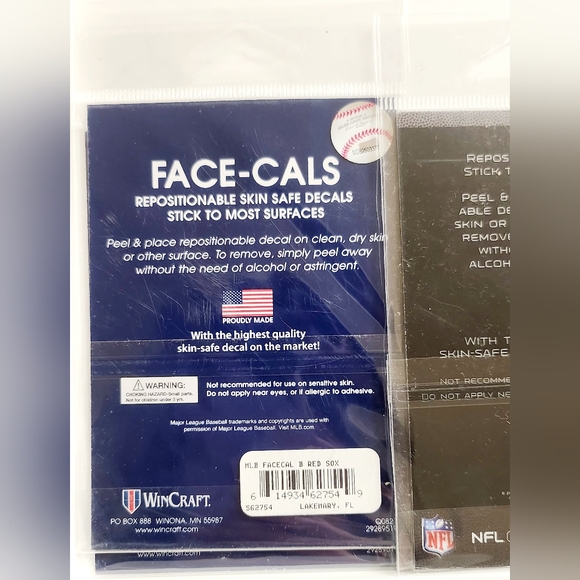 FACE-CALS
REPOSITIONABLE SKIN SAFE DECALS
STICK TO MOST SURFACES
Peel & place repositionable decal on clean, dry skin
or other surface. To remove, simply peel away
without the need of alcohol or astringent.
PROUDLY MADE
With the highest quality
skin-safe decal on the market!
WARNING:
CHOKING HAZARD-Small parts.
Not for children under 3 yrs.
Not recommended for use on sensitive skin.
Do not apply near eyes, or if allergic to adhesive.
Major League Baseball trademarks and copyrights are used with
permission of Major League Baseball. Visit MLB.com.
MLB FACECAL B RED SOX
6 14934 62754 9
S62754 LAKEMARY, FL
WINCRAFT.
PO BOX 888 WINONA, MN 55987
www.wincraft.com
Q082
2928951
www.wincraft.com
REPOS
STICK T
PEEL &
ABLE DE
SKIN OR
REMOVE
WITHO
ALCOH
WITH T
SKIN-SAFE
NOT RECOMME
DO NOT APPLY NE
NFL
NFL